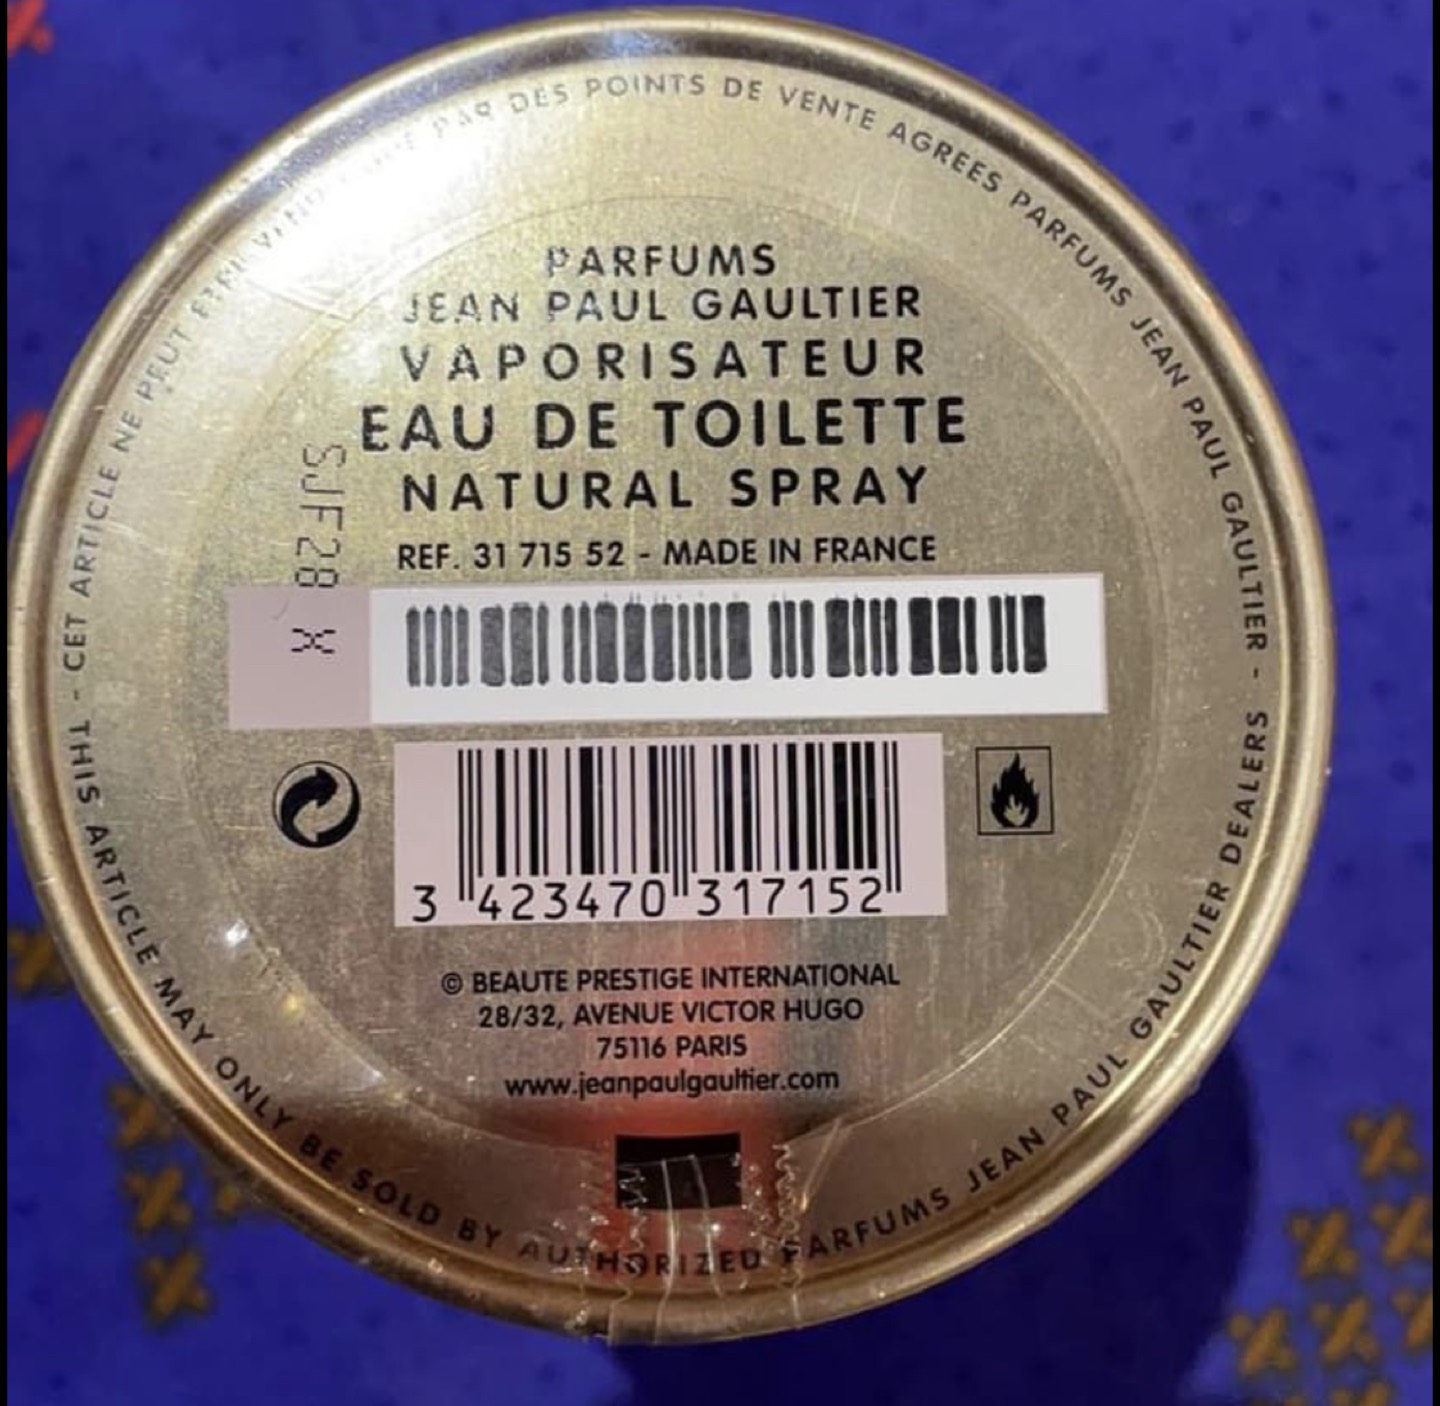 PARFUMS
JEAN PAUL GAULTIER
VAPORISATEUR
EAU DE TOILETTE
NATURAL SPRAY
REF. 31 715 52 - MADE IN FRANCE
SJF28 X
3 423470 317152
© BEAUTE PRESTIGE INTERNATIONAL
28/32, AVENUE VICTOR HUGO
75116 PARIS
www.jeanpaulgaultier.com
CET ARTICLE NE PEUT ETRE PAR DES POINTS DE VENTE AGREES PARFUMS JEAN PAUL GAULTIER -
THIS ARTICLE MAY ONLY BE SOLD BY AUTHORIZED PARFUMS JEAN PAUL GAULTIER DEALERS -